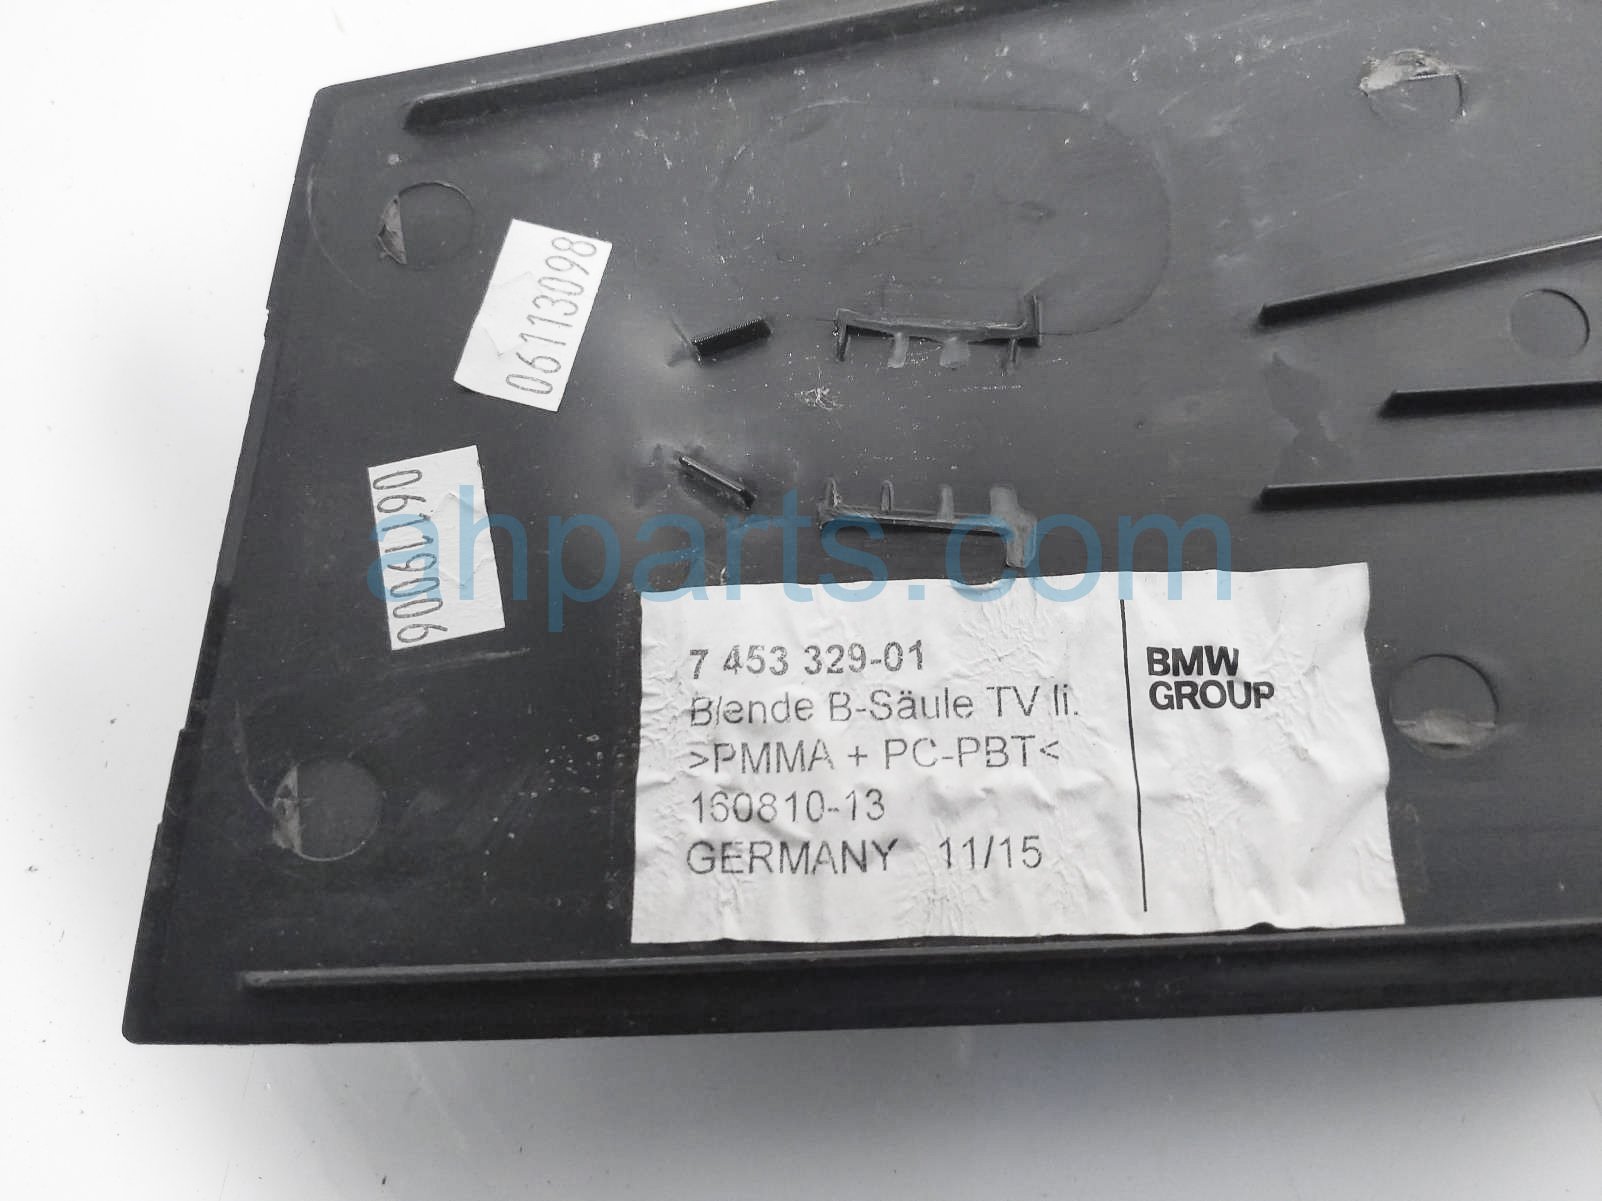 06113098
06119006
ahparts.com
7 453 329-01
Blende B-Säule TV li.
>PMMA + PC-PBT<
160810-13
GERMANY 11/15
BMW
GROUP